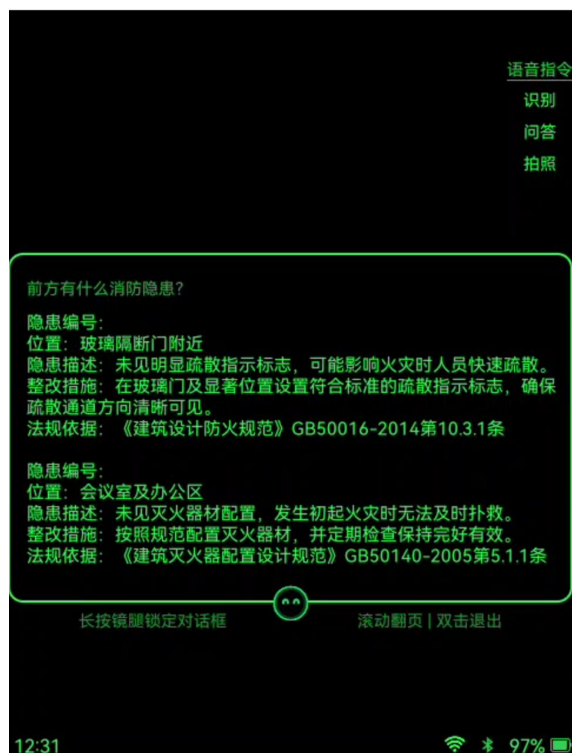 语音指令
识别
问答
拍照
前方有什么消防隐患?
隐患编号:
位置: 玻璃隔断门附近
隐患描述: 未见明显疏散指示标志，可能影响火灾时人员快速疏散。
整改措施: 在玻璃门及显著位置设置符合标准的疏散指示标志，确保
疏散通道方向清晰可见。
法规依据: 《建筑设计防火规范》GB50016-2014第10.3.1条
隐患编号:
位置: 会议室及办公区
隐患描述: 未见灭火器材配置，发生初起火灾时无法及时扑救。
整改措施: 按照规范配置灭火器材，并定期检查保持完好有效。
法规依据: 《建筑灭火器配置设计规范》GB50140-2005第5.1.1条
长按镜腿锁定对话框 滚动翻页 | 双击退出
12:31 97%